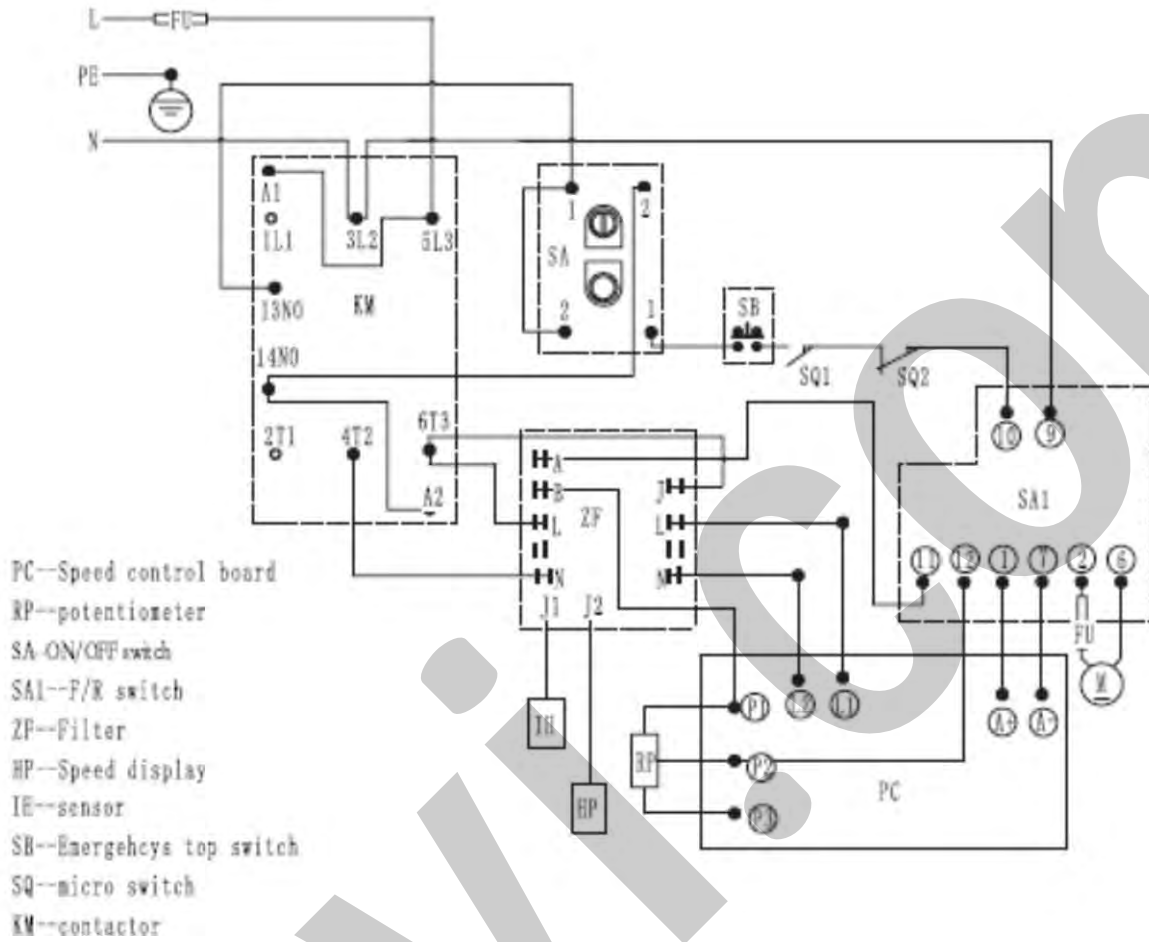 L FU
PE
N
A1
1L1 3L2 5L3
1 2
SA
KM
13NO
2 1
SB
SQ1 SQ2
14NO
10 9
2T1 4T2 6T3
A
B J
A2 ZF SA1
L L
N N
11 12 1 7 2 6
J1 J2
FU
M
P1 L2 L1
A+ A-
IH
RP P2
PC
HP P3
PC--Speed control board
RP--potentiometer
SA-ON/OFF switch
SA1--F/R switch
ZF--Filter
HP--Speed display
IH--sensor
SB--Emergehcys top switch
SQ--micro switch
KM--contactor
vi.con